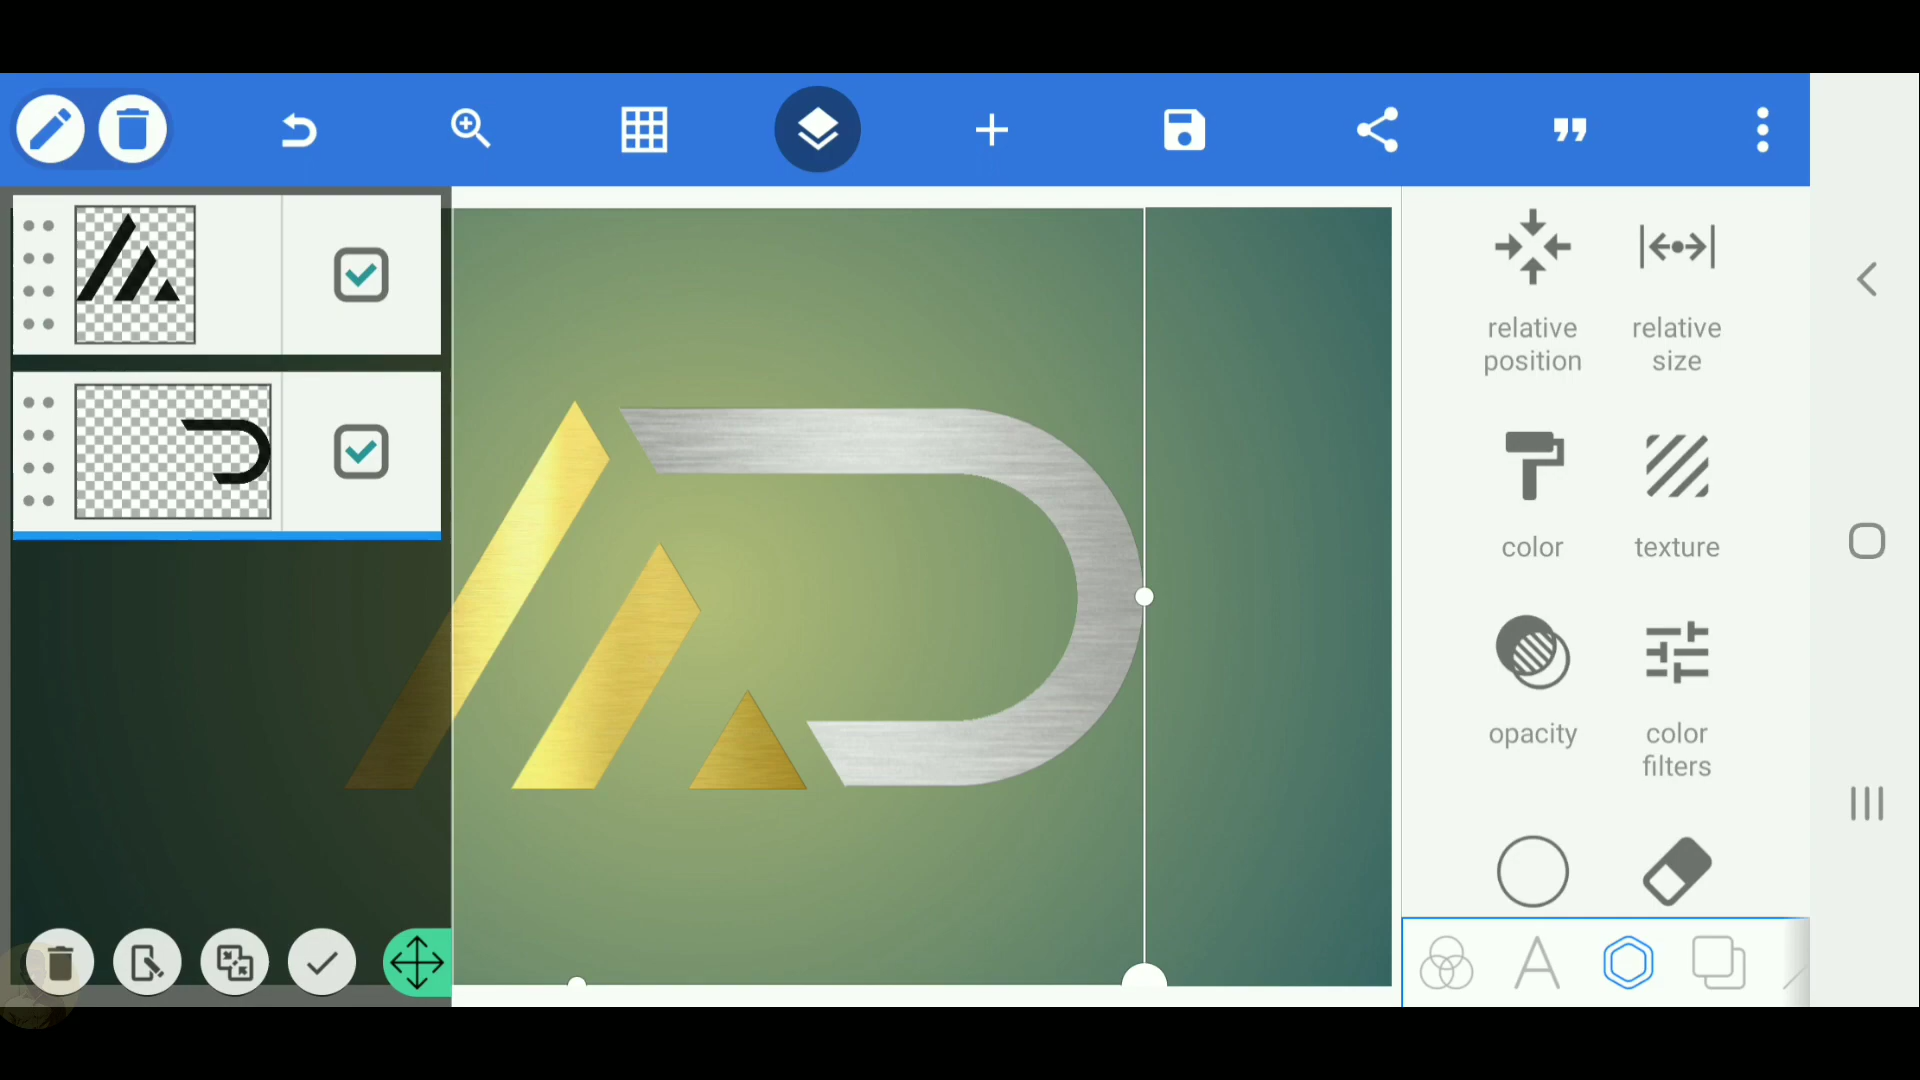 relative
position
relative
size
color
texture
opacity
color
filters